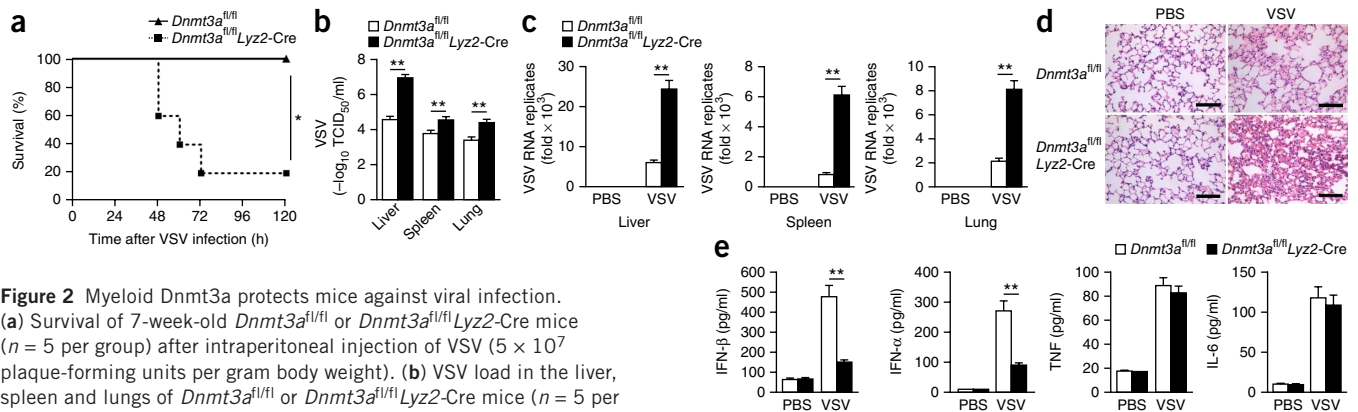 a
Dnmt3a^fl/fl
Dnmt3a^fl/fl Lyz2-Cre
Survival (%)
100
80
60
40
20
0
*
0 24 48 72 96 120
Time after VSV infection (h)
b
Dnmt3a^fl/fl
Dnmt3a^fl/fl Lyz2-Cre
VSV
(–log10 TCID50/ml)
8
6
4
2
0
** ** **
Liver Spleen Lung
c
Dnmt3a^fl/fl
Dnmt3a^fl/fl Lyz2-Cre
VSV RNA replicates
(fold × 10^3)
30
20
10
0
**
PBS VSV
Liver
VSV RNA replicates
(fold × 10^3)
8
6
4
2
0
**
PBS VSV
Spleen
VSV RNA replicates
(fold × 10^3)
10
8
6
4
2
0
**
PBS VSV
Lung
d
PBS VSV
Dnmt3a^fl/fl
Dnmt3a^fl/fl
Lyz2-Cre
e
Dnmt3a^fl/fl Dnmt3a^fl/fl Lyz2-Cre
IFN-β (pg/ml)
600
500
400
300
200
100
0
**
PBS VSV
IFN-α (pg/ml)
400
300
200
100
0
**
PBS VSV
TNF (pg/ml)
100
80
60
40
20
0
PBS VSV
IL-6 (pg/ml)
150
100
50
0
PBS VSV
Figure 2 Myeloid Dnmt3a protects mice against viral infection.
(a) Survival of 7-week-old Dnmt3a^fl/fl or Dnmt3a^fl/fl Lyz2-Cre mice
(n = 5 per group) after intraperitoneal injection of VSV (5 × 10^7
plaque-forming units per gram body weight). (b) VSV load in the liver,
spleen and lungs of Dnmt3a^fl/fl or Dnmt3a^fl/fl Lyz2-Cre mice (n = 5 per